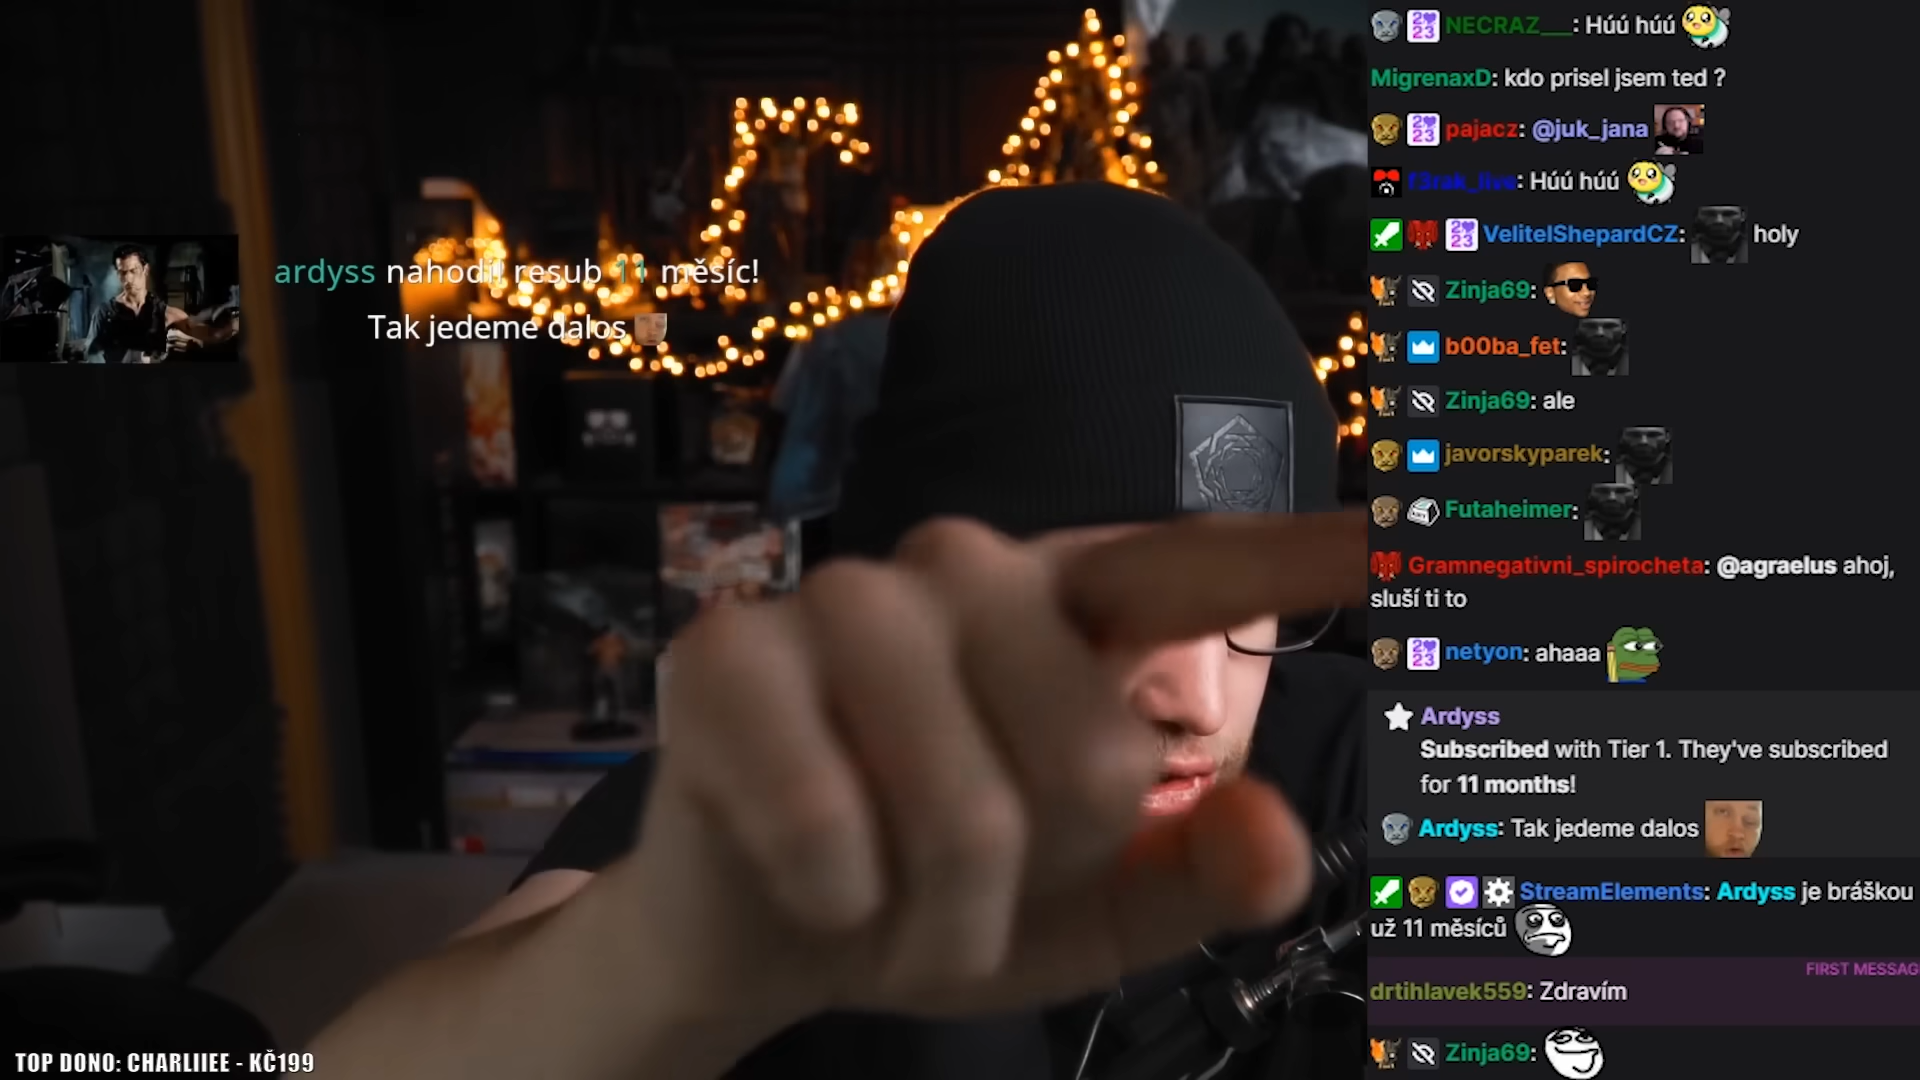 ardyss nahodil resub 11 měsíc!
Tak jedeme dalos
TOP DONO: CHARLIIEE - KČ199
NECRAZ___: Húú húú
MigrenaxD: kdo prisel jsem ted ?
pajacz: @juk_jana
f3rak_live: Húú húú
VelitelShepardCZ: holy
Zinja69:
b00ba_fet:
Zinja69: ale
javorskyparek:
Futaheimer:
Gramnegativni_spirocheta: @agraelus ahoj,
sluší ti to
netyon: ahaaa
Ardyss
Subscribed with Tier 1. They've subscribed
for 11 months!
Ardyss: Tak jedeme dalos
StreamElements: Ardyss je bráškou
už 11 měsíců
FIRST MESSAG
drtihlavek559: Zdravím
Zinja69: